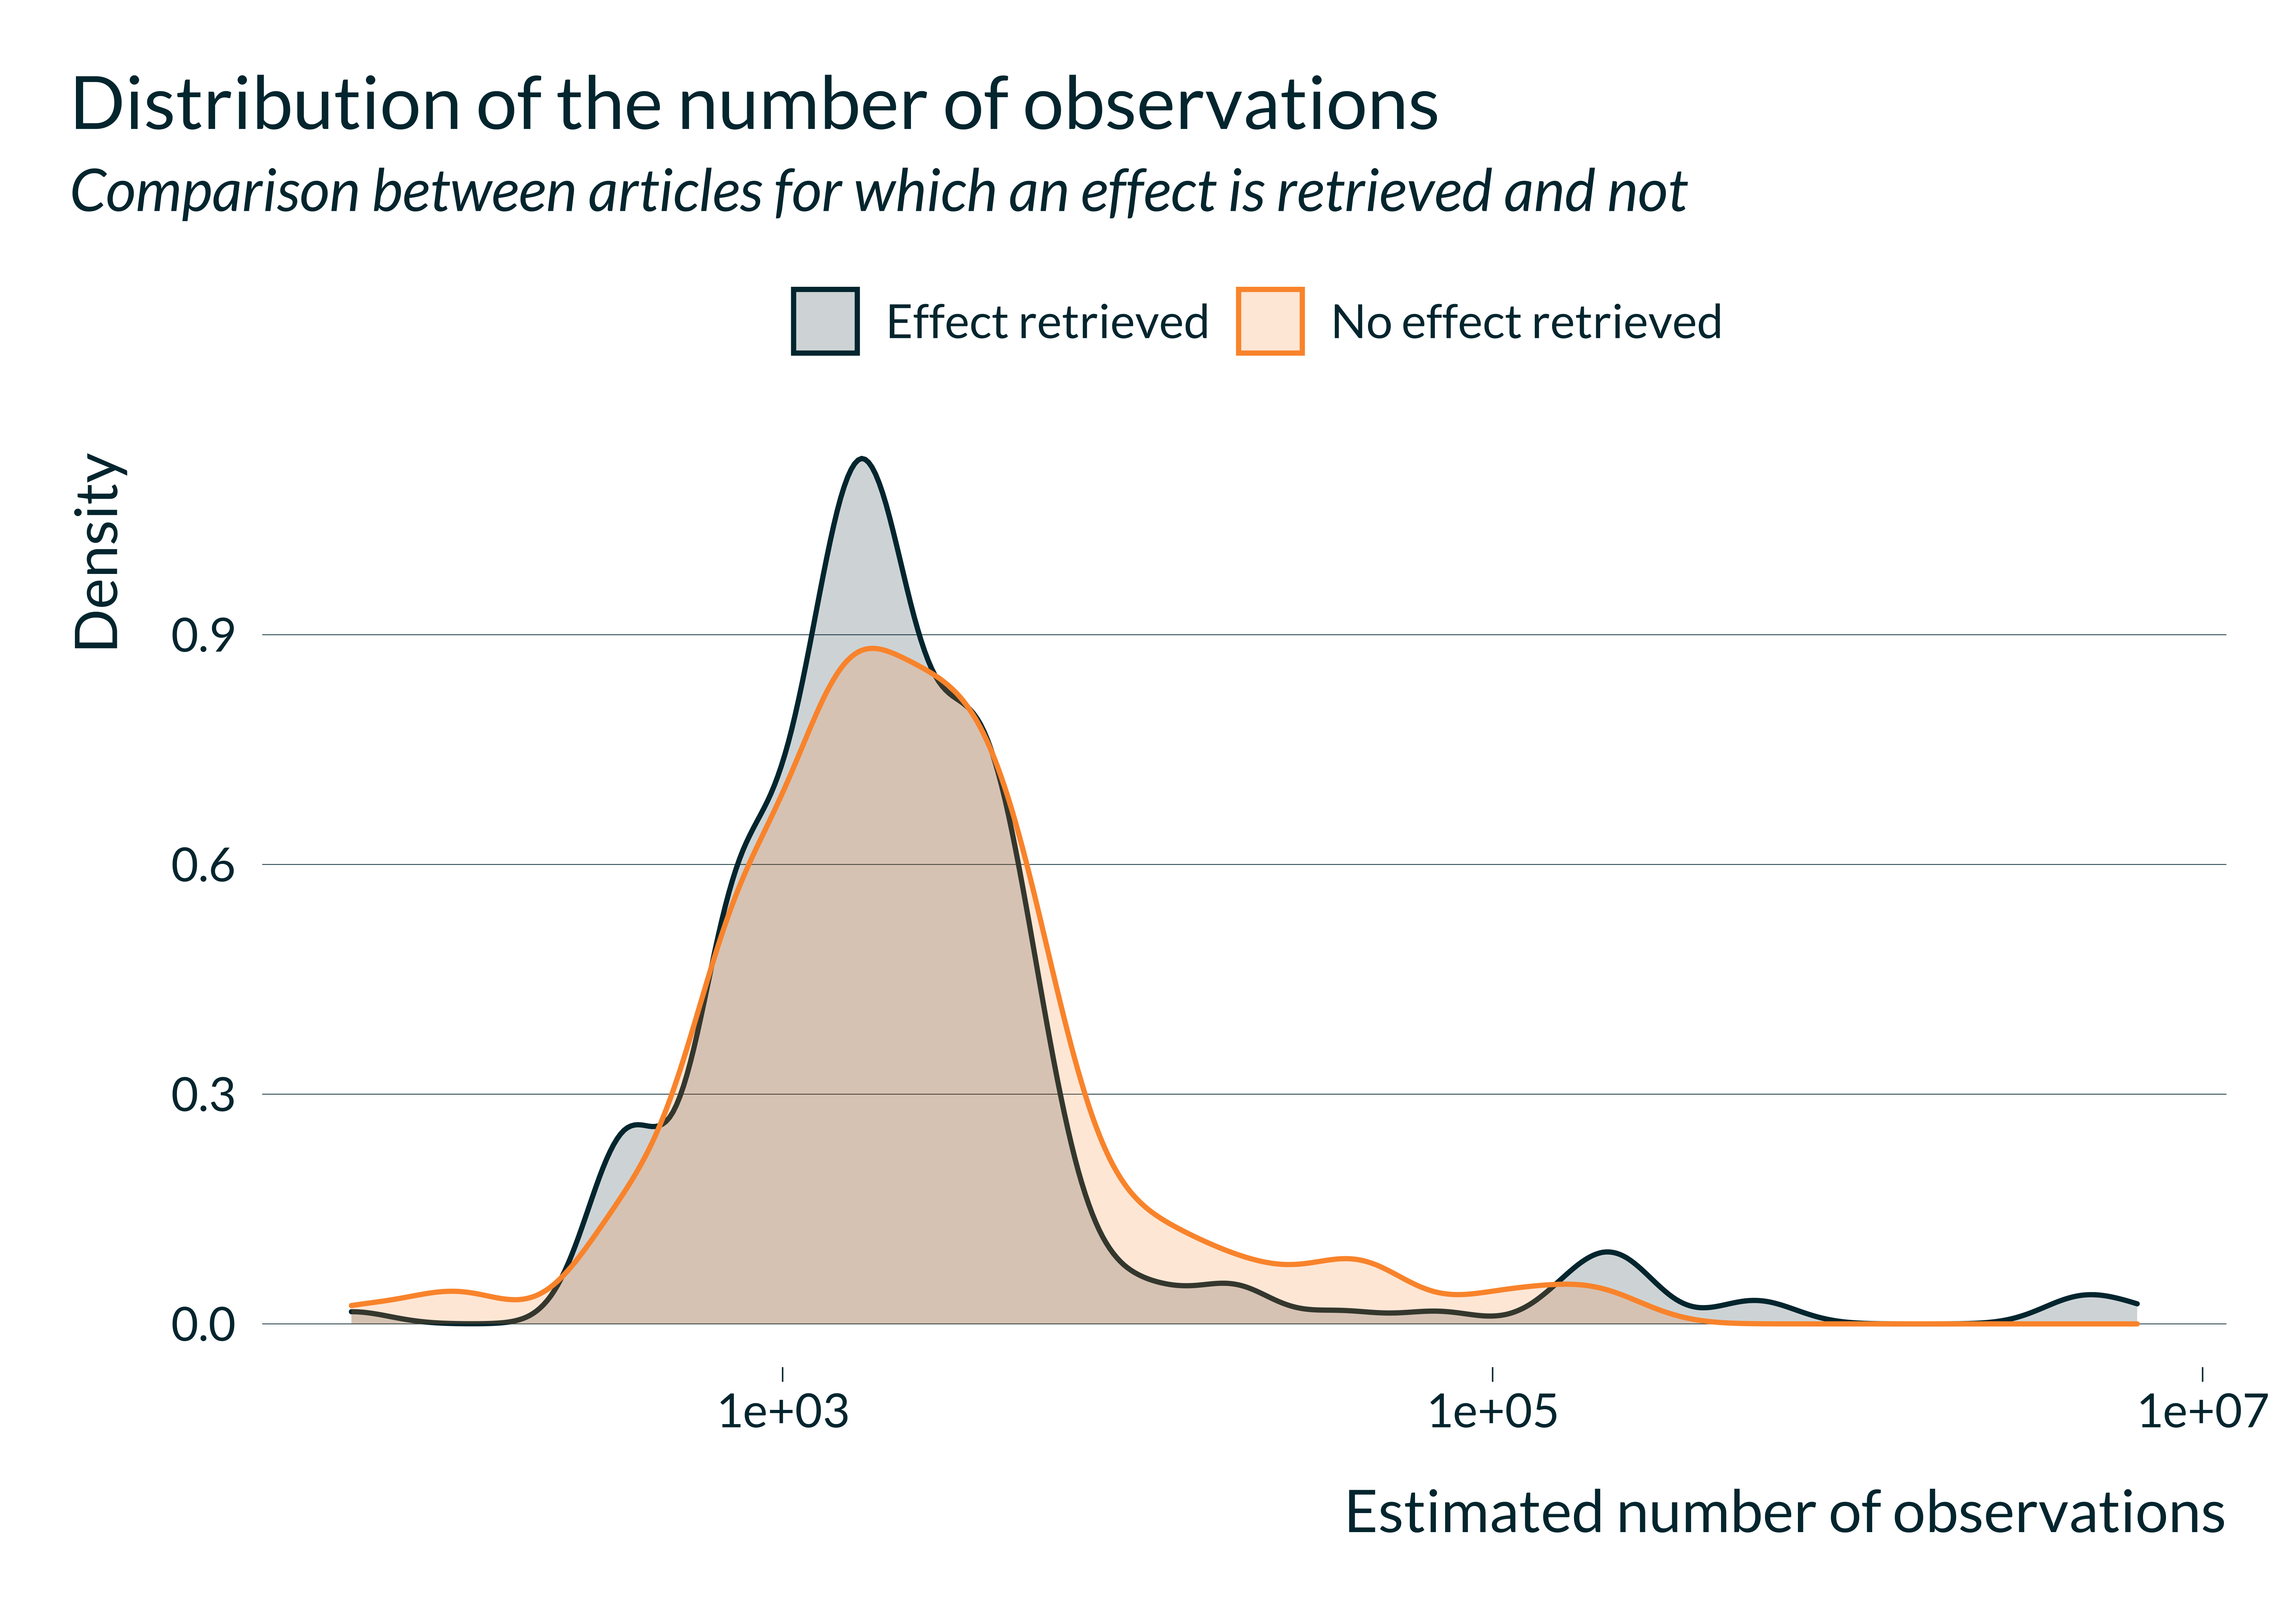 Distribution of the number of observations
Comparison between articles for which an effect is retrieved and not
Effect retrieved No effect retrieved
Density
0.9
0.6
0.3
0.0
1e+03 1e+05 1e+07
Estimated number of observations